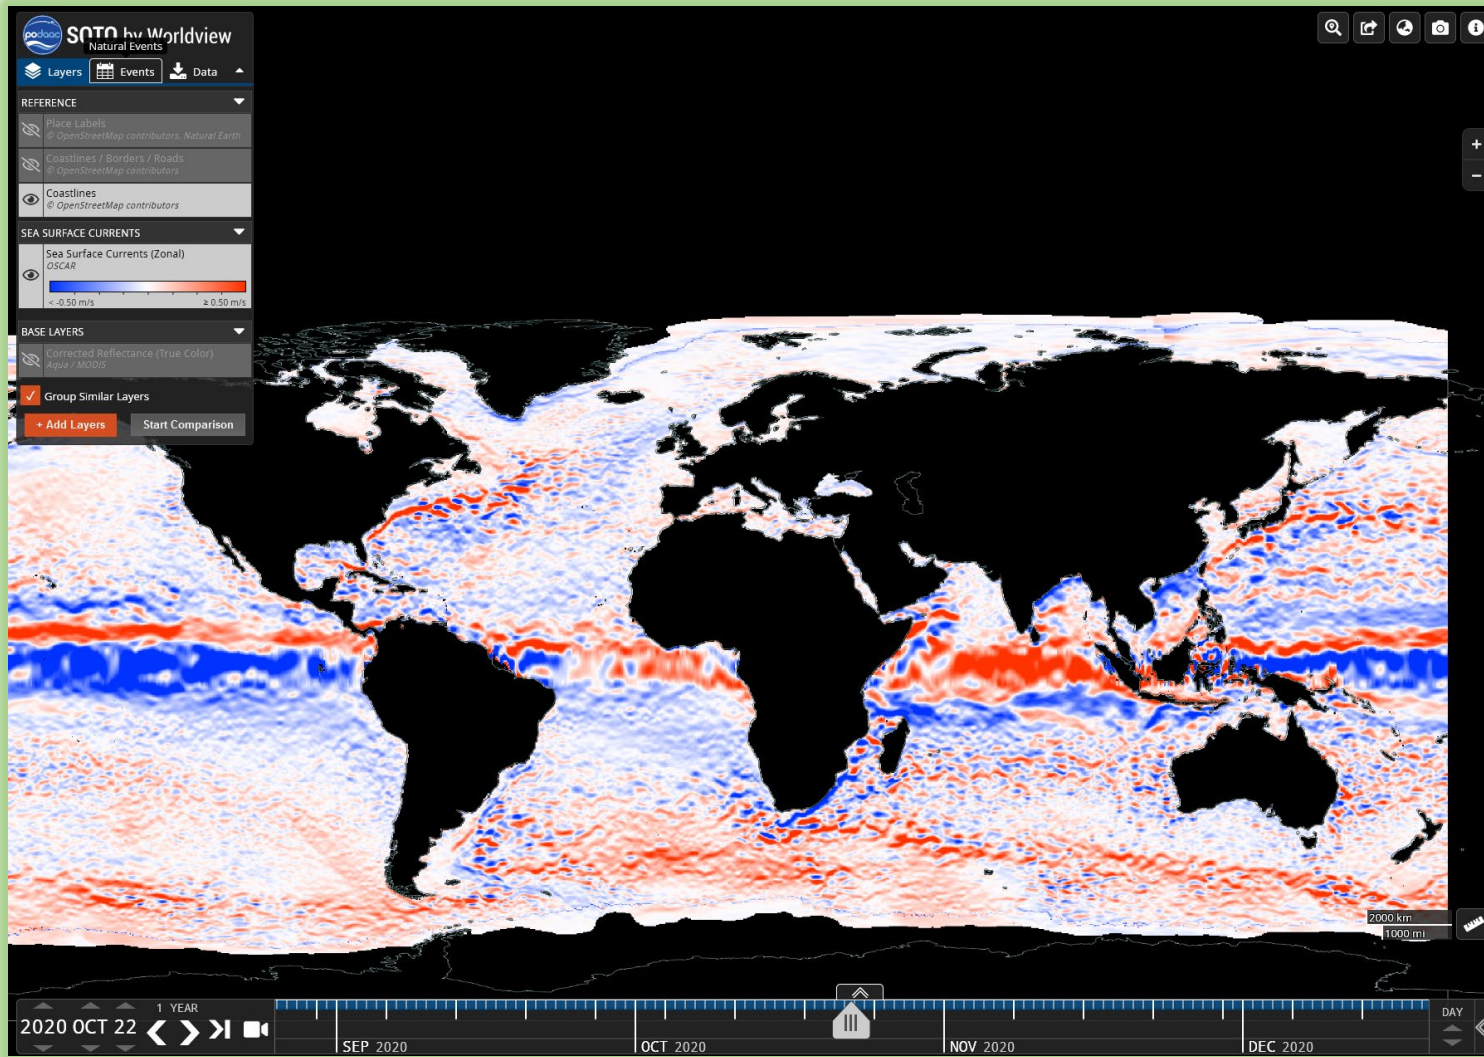 podaac SOTO by Worldview
Natural Events
Layers Events Data
REFERENCE
Place Labels
© OpenStreetMap contributors, Natural Earth
Coastlines / Borders / Roads
© OpenStreetMap contributors
Coastlines
© OpenStreetMap contributors
SEA SURFACE CURRENTS
Sea Surface Currents (Zonal)
OSCAR
< -0.50 m/s ≥ 0.50 m/s
BASE LAYERS
Corrected Reflectance (True Color)
Aqua / MODIS
Group Similar Layers
+ Add Layers Start Comparison
2000 km
1000 mi
1 YEAR
2020 OCT 22
SEP 2020 OCT 2020 NOV 2020 DEC 2020
DAY